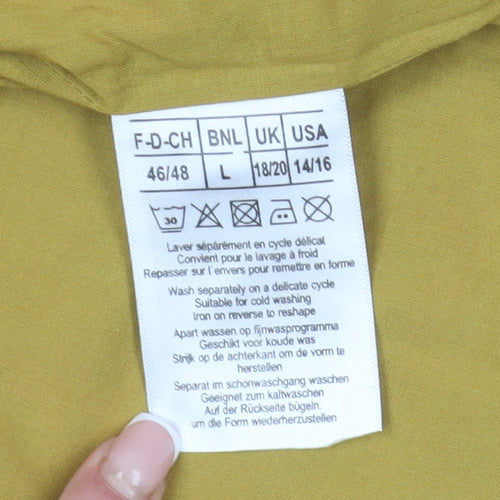 F-D-CH BNL UK USA
46/48 L 18/20 14/16
30
Laver sépárément en cycle délical
Convient pour le lavage à froid
Repasser sur l'envers pour remettre en forme
Wash separately on a delicate cycle
Suitable for cold washing
Iron on reverse to reshape
Apart wassen op fijnwasprogramma
Geschikt voor koude was
Strijk op de achterkant om de vorm te
herstellen
Separat im schonwaschgang waschen
Geeignet zum kaltwaschen
Auf der Rückseite bügeln.
um die Form wiederherzustellen